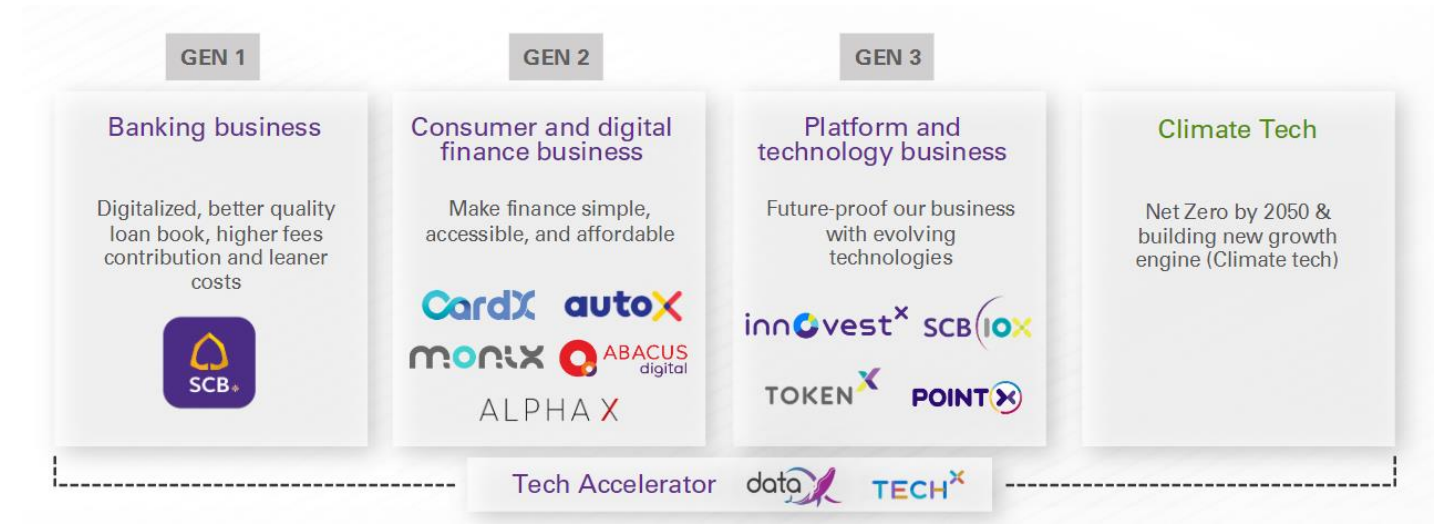 GEN 1
GEN 2
GEN 3
Banking business
Digitalized, better quality
loan book, higher fees
contribution and leaner
costs
SCB
Consumer and digital
finance business
Make finance simple,
accessible, and affordable
CardX
autoX
monix
ABACUS
digital
ALPHA X
Platform and
technology business
Future-proof our business
with evolving
technologies
innovestx
SCB 10X
TOKEN X
POINT X
Climate Tech
Net Zero by 2050 &
building new growth
engine (Climate tech)
Tech Accelerator
data X
TECH X